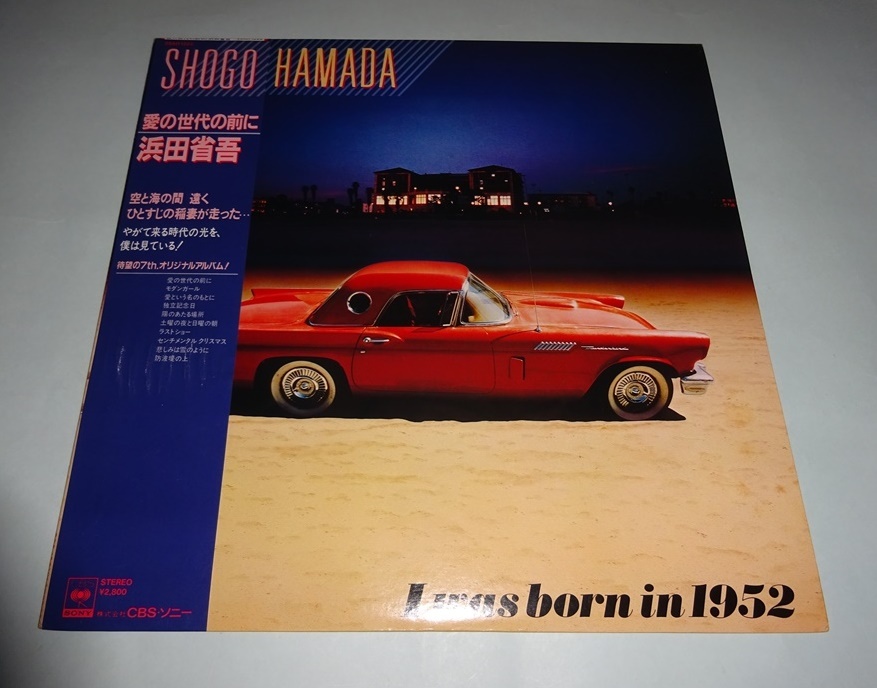 SHOGO HAMADA
愛の世代の前に
浜田省吾
空と海の間 遠く
ひとすじの稲妻が走った…
やがて来る時代の光を、
僕は見ている!
待望の7th.オリジナルアルバム!
愛の世代の前に
モダンガール
愛という名のもとに
独立記念日
陽のあたる場所
土曜の夜と日曜の朝
ラストショー
センチメンタル クリスマス
悲しみは雪のように
防波堤の上
Thunderbird
STEREO
¥2,800
SONY 株式会社 CBS・ソニー
I was born in 1952